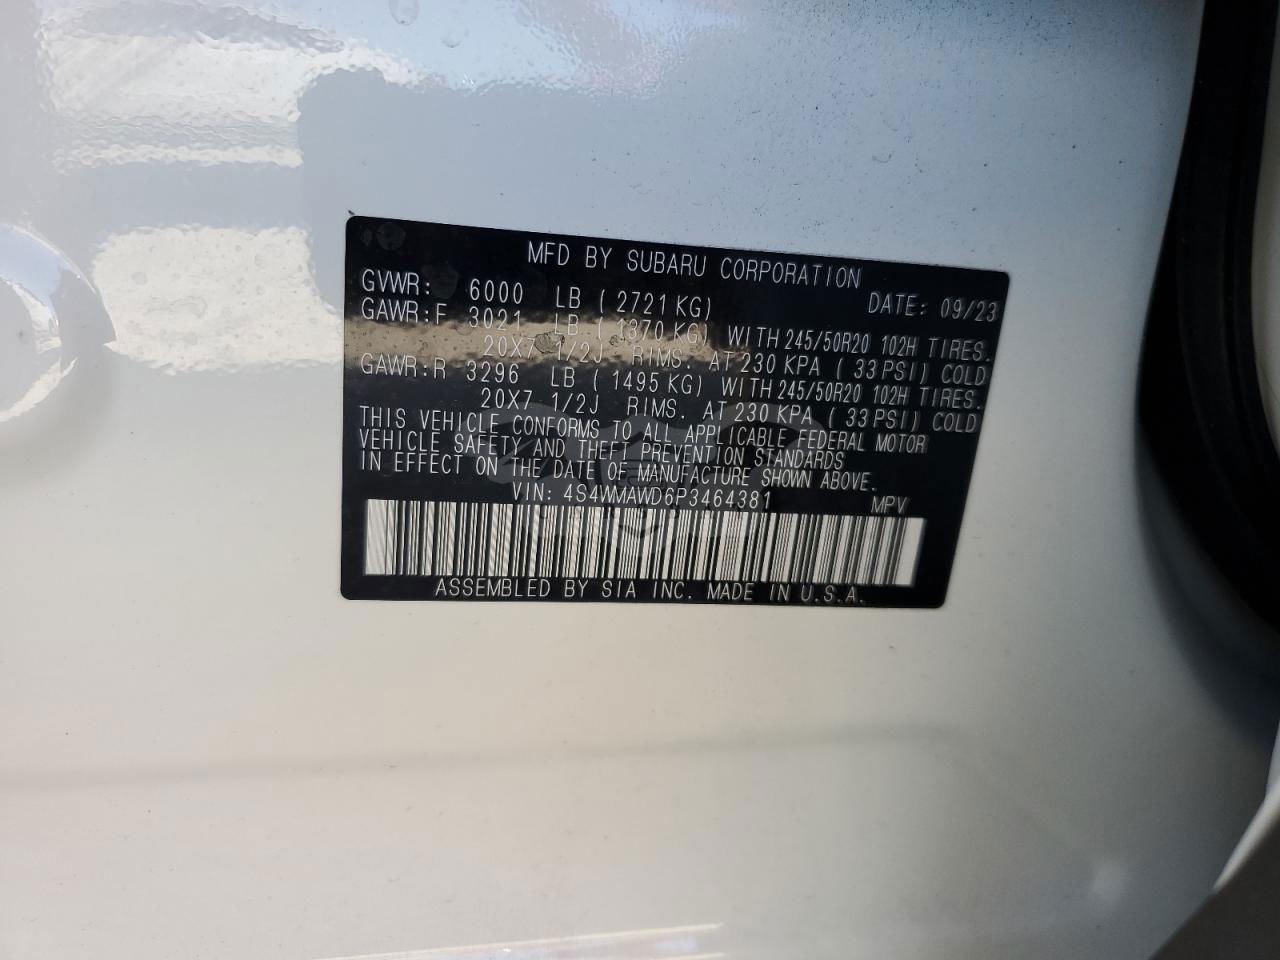 MFD BY SUBARU CORPORATION
DATE: 09/23
GVWR: 6000 LB ( 2721 KG)
GAWR:F 3021 LB ( 1370 KG) WITH 245/50R20 102H TIRES.
20X7 1/2J RIMS. AT 230 KPA ( 33 PSI) COLD
GAWR:R 3296 LB ( 1495 KG) WITH 245/50R20 102H TIRES.
20X7 1/2J RIMS. AT 230 KPA ( 33 PSI) COLD
THIS VEHICLE CONFORMS TO ALL APPLICABLE FEDERAL MOTOR
VEHICLE SAFETY AND THEFT PREVENTION STANDARDS
IN EFFECT ON THE DATE OF MANUFACTURE SHOWN ABOVE.
VIN: 4S4WMAWD6P3464381 MPV
ASSEMBLED BY SIA INC. MADE IN U.S.A.